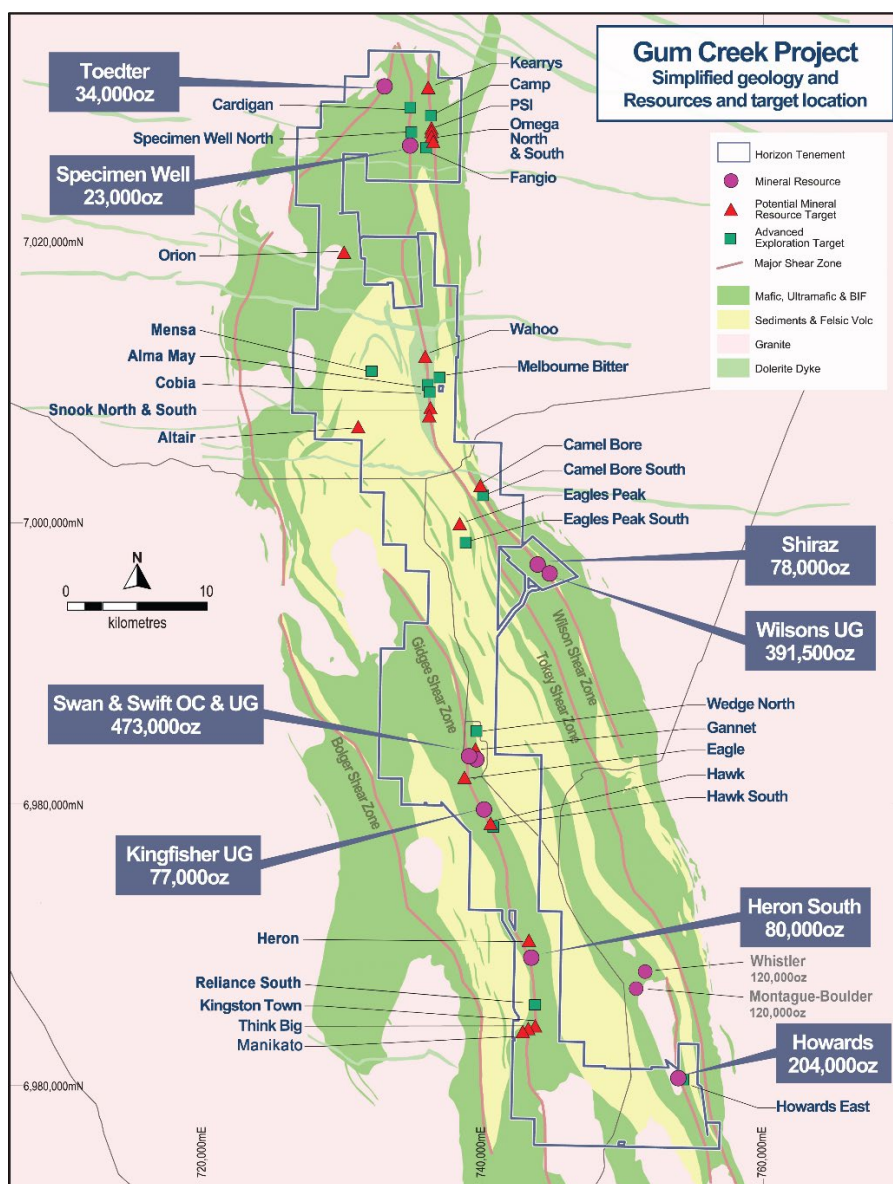 Gum Creek Project
Simplified geology and
Resources and target location
Horizon Tenement
Mineral Resource
Potential Mineral
Resource Target
Advanced
Exploration Target
Major Shear Zone
Mafic, Ultramafic & BIF
Sediments & Felsic Volc
Granite
Dolerite Dyke
Toedter
34,000oz
Kearrys
Camp
Cardigan
PSI
Specimen Well North
Omega
North
& South
Specimen Well
23,000oz
Fangio
7,020,000mN
Orion
Mensa
Wahoo
Alma May
Melbourne Bitter
Cobia
Snook North & South
Altair
Camel Bore
Camel Bore South
Eagles Peak
7,000,000mN
Eagles Peak South
N
0
10
kilometres
Shiraz
78,000oz
Wilsons UG
391,500oz
Wilson Shear Zone
Tokay Shear Zone
Gidgee Shear Zone
Bolger Shear Zone
Swan & Swift OC & UG
473,000oz
Wedge North
Gannet
Eagle
Hawk
Hawk South
6,980,000mN
Kingfisher UG
77,000oz
Heron South
80,000oz
Heron
Whistler
120,000oz
Reliance South
Montague-Boulder
120,000oz
Kingston Town
Think Big
Manikato
Howards
204,000oz
6,980,000mN
Howards East
720,000mE
740,000mE
760,000mE